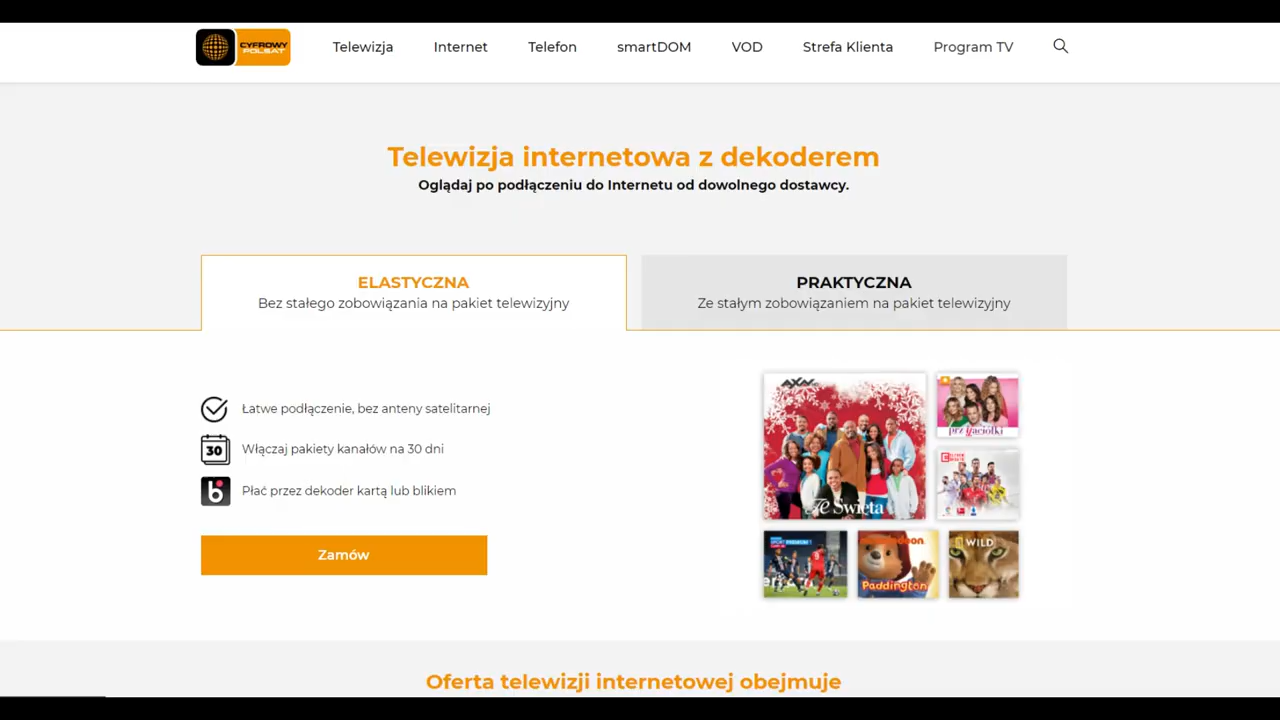 CYFROWY
POLSAT
Telewizja Internet Telefon smartDOM VOD Strefa Klienta Program TV
Telewizja internetowa z dekoderem
Oglądaj po podłączeniu do Internetu od dowolnego dostawcy.
ELASTYCZNA
Bez stałego zobowiązania na pakiet telewizyjny
PRAKTYCZNA
Ze stałym zobowiązaniem na pakiet telewizyjny
Łatwe podłączenie, bez anteny satelitarnej
30
Włączaj pakiety kanałów na 30 dni
b
Płać przez dekoder kartą lub blikiem
Zamów
AXN
Te Święta
przyjaciółki
SPORT PREMIUM 1
Paddington
WILD
Oferta telewizji internetowej obejmuje